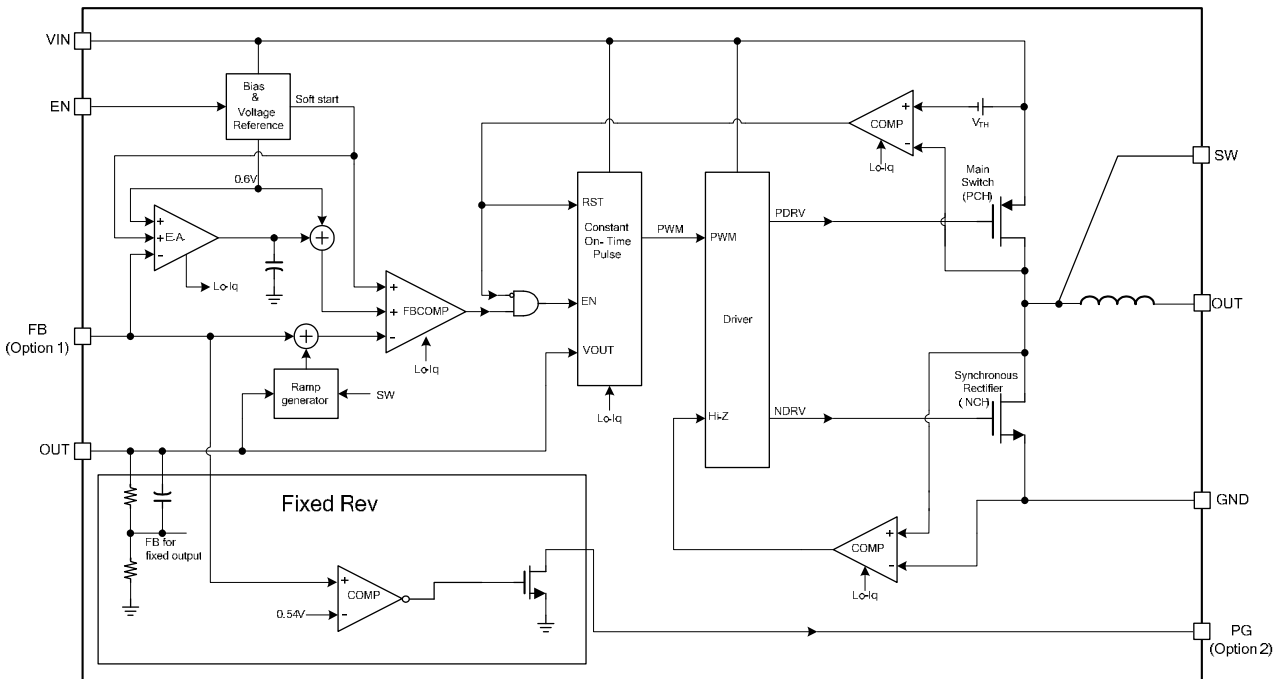 VIN
EN
Bias
&
Voltage
Reference
Soft start
0.6V
+
+
-
E.A.
+
Lo-Iq
+
+
-
FBCOMP
Lo-Iq
FB
(Option 1)
+
Ramp
generator
SW
OUT
RST
Constant
On-Time
Pulse
EN
VOUT
Lo-Iq
PWM
PWM
Driver
Hi-Z
PDRV
NDRV
COMP
+
-
Lo-Iq
VTH
Main
Switch
(PCH)
SW
OUT
Synchronous
Rectifier
(NCH)
GND
COMP
+
-
Lo-Iq
Fixed Rev
FB for
fixed output
COMP
+
-
0.54V
PG
(Option 2)